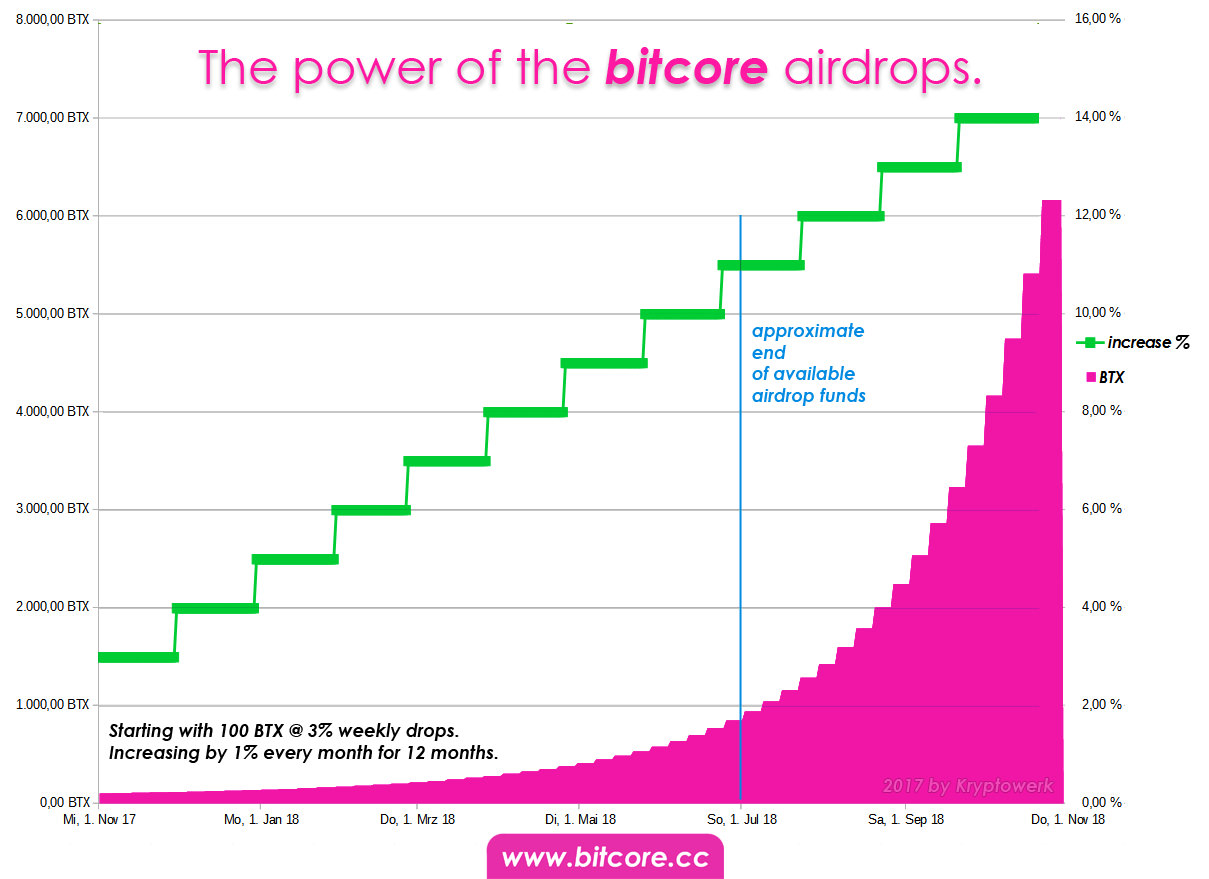 The power of the bitcore airdrops.
8.000,00 BTX
7.000,00 BTX
6.000,00 BTX
5.000,00 BTX
4.000,00 BTX
3.000,00 BTX
2.000,00 BTX
1.000,00 BTX
0,00 BTX
16,00 %
14,00 %
12,00 %
10,00 %
8,00 %
6,00 %
4,00 %
2,00 %
0,00 %
increase %
BTX
approximate
end
of available
airdrop funds
Starting with 100 BTX @ 3% weekly drops.
Increasing by 1% every month for 12 months.
2017 by Kryptowerk
Mi, 1. Nov 17
Mo, 1. Jan 18
Do, 1. Mrz 18
Di, 1. Mai 18
So, 1. Jul 18
Sa, 1. Sep 18
Do, 1. Nov 18
www.bitcore.cc